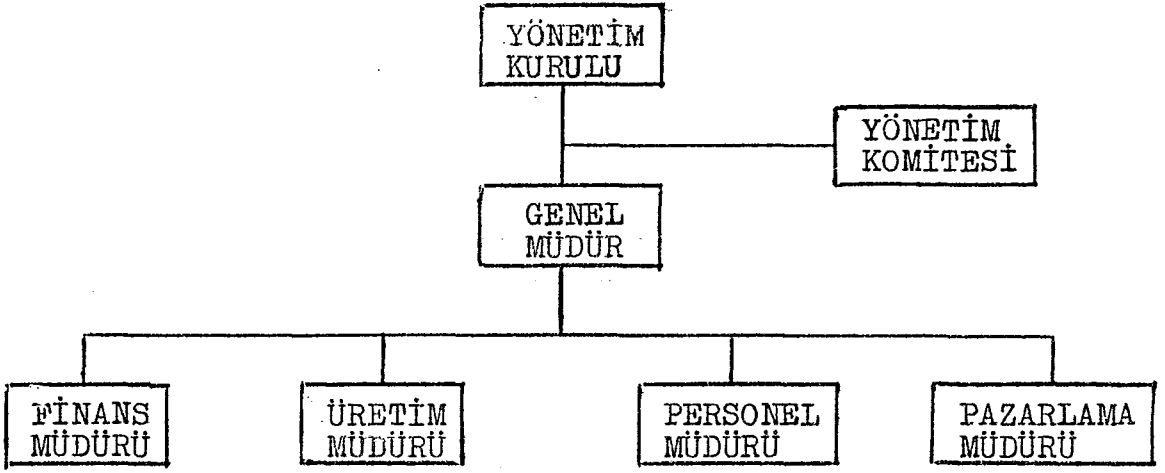 YÖNETİM
KURULU
YÖNETİM
KOMİTESİ
GENEL
MÜDÜR
FİNANS
MÜDÜRÜ
ÜRETİM
MÜDÜRÜ
PERSONEL
MÜDÜRÜ
PAZARLAMA
MÜDÜRÜ